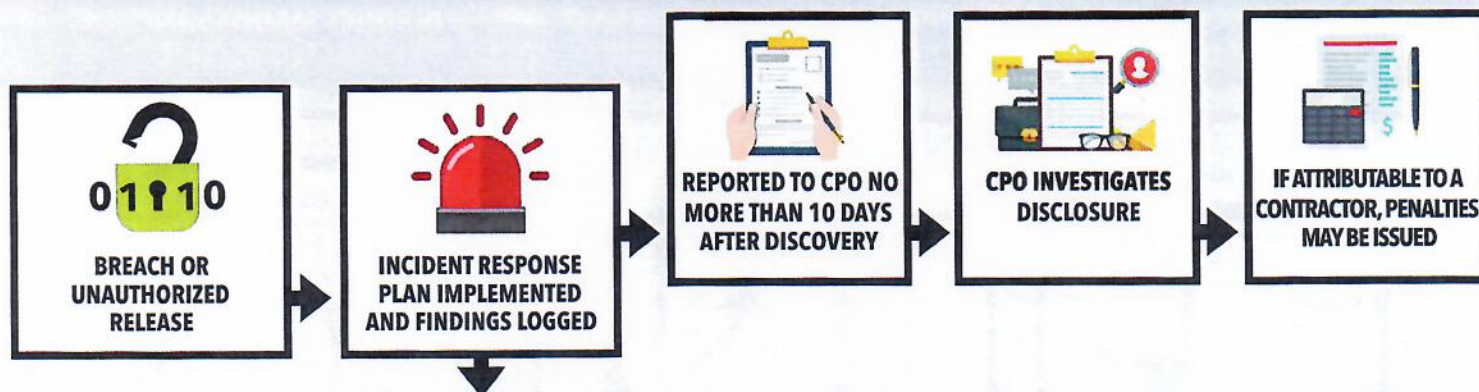 01 10
BREACH OR
UNAUTHORIZED
RELEASE
INCIDENT RESPONSE
PLAN IMPLEMENTED
AND FINDINGS LOGGED
REPORTED TO CPO NO
MORE THAN 10 DAYS
AFTER DISCOVERY
CPO INVESTIGATES
DISCLOSURE
$
IF ATTRIBUTABLE TO A
CONTRACTOR, PENALTIES
MAY BE ISSUED